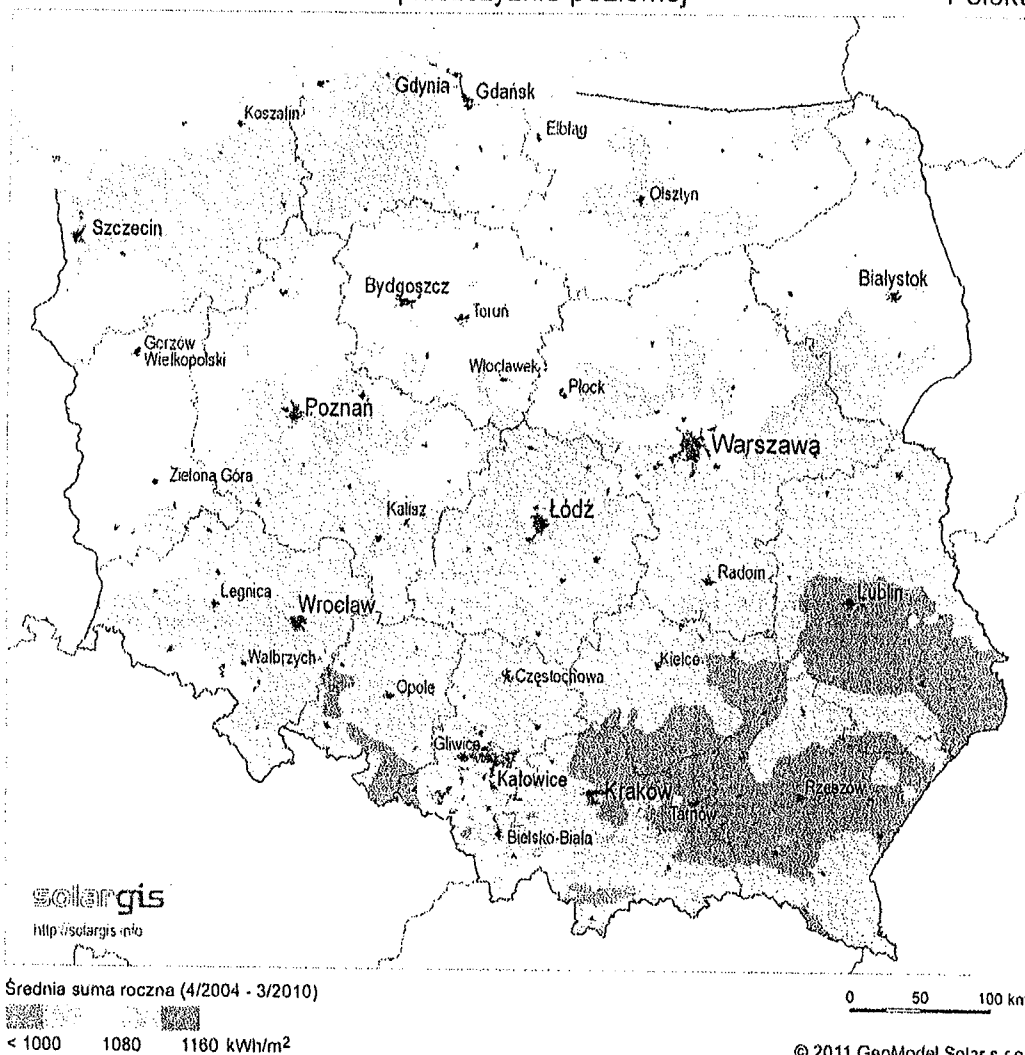 poziomej
Gdynia
Gdańsk
Koszalin
Elbląg
Olsztyn
Szczecin
Bydgoszcz
Białystok
Toruń
Gorzów
Wielkopolski
Włocławek
Płock
Poznań
Warszawa
Zielona Góra
Kalisz
Łódź
Legnica
Radom
Lublin
Wrocław
Wałbrzych
Kielce
Opole
Częstochowa
Gliwice
Katowice
Kraków
Tarnów
Rzeszów
Bielsko-Biała
solargis
http://solargis.info
Średnia suma roczna (4/2004 - 3/2010)
0 50 100 km
< 1000 1080 1160 kWh/m²
© 2011 GeoModel Solar s.r.o.